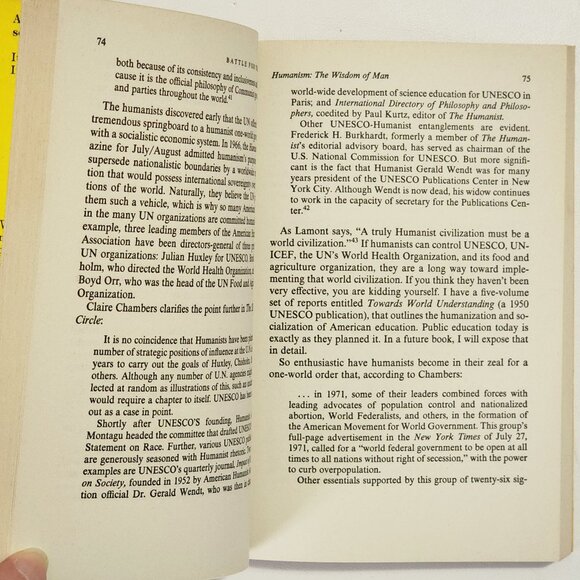 A
so
It
I
W
74
BATTLE FOR
both because of its consistency and inclusiveness
cause it is the official philosophy of Communist
and parties throughout the world.41
The humanists discovered early that the UN
tremendous springboard to a humanist one-world
with a socialistic economic system. In 1966, the
azine for July/August admitted humanism's
supersede nationalistic boundaries by a worldwide
tion that would possess international sovereignty
tions of the world. Naturally, they believe the U
them such a vehicle, which is why so many American
in the many UN organizations are committed
example, three leading members of the American
Association have been directors-general of three
UN organizations: Julian Huxley for UNESCO,
holm, who directed the World Health Organization,
Boyd Orr, who was the head of the UN Food and
Organization.
Claire Chambers clarifies the point further in The S
Circle:
It is no coincidence that Humanists have been
number of strategic positions of influence at the U.N.
years to carry out the goals of Huxley, Chisholm,
others. Although any number of U.N. agencies
lected at random as illustrations of this, such an
would require a chapter to itself. UNESCO has been
out as a case in point.
Shortly after UNESCO's founding, Humanist
Montagu headed the committee that drafted UNESCO
Statement on Race. Further, various UNESCO
are generously seasoned with Humanist rhetoric.
examples are UNESCO's quarterly journal, Impact
on Society, founded in 1952 by American Humanist
tion official Dr. Gerald Wendt, who was then
Humanism: The Wisdom of Man
75
world-wide development of science education for UNESCO in
Paris; and International Directory of Philosophy and Philoso-
phers, coedited by Paul Kurtz, editor of The Humanist.
Other UNESCO-Humanist entanglements are evident.
Frederick H. Burkhardt, formerly a member of The Human-
ist's editorial advisory board, has served as chairman of the
U.S. National Commission for UNESCO. But more signifi-
cant is the fact that Humanist Gerald Wendt was for many
years president of the UNESCO Publications Center in New
York City. Although Wendt is now dead, his widow continues
to work in the capacity of secretary for the Publications Cen-
ter.42
As Lamont says, "A truly Humanist civilization must be a
world civilization."43 If humanists can control UNESCO, UN-
ICEF, the UN's World Health Organization, and its food and
agriculture organization, they are a long way toward imple-
menting that world civilization. If you think they haven't been
very effective, you are kidding yourself. I have a five-volume
set of reports entitled Towards World Understanding (a 1950
UNESCO publication), that outlines the humanization and so-
cialization of American education. Public education today is
exactly as they planned it. In a future book, I will expose that
in detail.
So enthusiastic have humanists become in their zeal for a
one-world order that, according to Chambers:
. . . in 1971, some of their leaders combined forces with
leading advocates of population control and nationalized
abortion, World Federalists, and others, in the formation of
the American Movement for World Government. This group's
full-page advertisement in the New York Times of July 27,
1971, called for a "world federal government to be open at all
times to all nations without right of secession," with the power
to curb overpopulation.
Other essentials supported by this group of twenty-six sig-